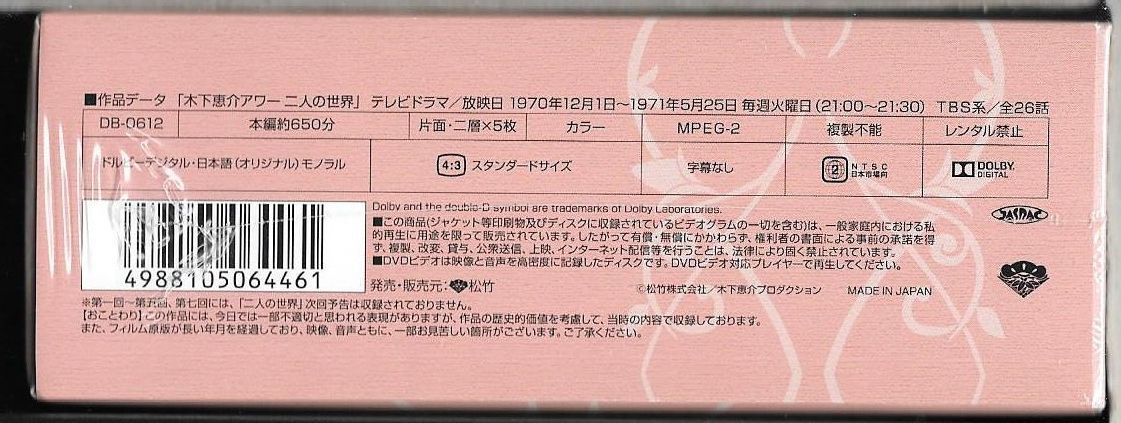 ■作品データ 「木下恵介アワー 二人の世界」 テレビドラマ/放映日 1970年12月1日～1971年5月25日 毎週火曜日(21:00～21:30) TBS系/全26話
DB-0612 本編約650分 片面・二層×5枚 カラー MPEG-2 複製不能 レンタル禁止
ドルビーデジタル・日本語(オリジナル)モノラル 4:3 スタンダードサイズ 字幕なし 2 NTSC 日本市場向 DOLBY DIGITAL
Dolby and the double-D symbol are trademarks of Dolby Laboratories.
■この商品(ジャケット等印刷物及びディスクに収録されているビデオグラムの一切を含む)は、一般家庭内における私
的再生に用途を限って販売されています。したがって有償・無償にかかわらず、権利者の書面による事前の承諾を得
ず、複製、改変、貸与、公衆送信、上映、インターネット配信等を行うことは、法律により固く禁止されています。
■DVDビデオは映像と音声を高密度に記録したディスクです。DVDビデオ対応プレイヤーで再生してください。
JASRAC
4988105064461
発売・販売元:松竹 ©松竹株式会社/木下恵介プロダクション MADE IN JAPAN
※第一回～第五回、第七回には、「二人の世界」次回予告は収録されておりません。
【おことわり】この作品には、今日では一部不適切と思われる表現がありますが、作品の歴史的価値を考慮して、当時の内容で収録しております。
また、フィルム原版が長い年月を経過しており、映像、音声ともに、一部お見苦しい箇所がございます。ご了承ください。